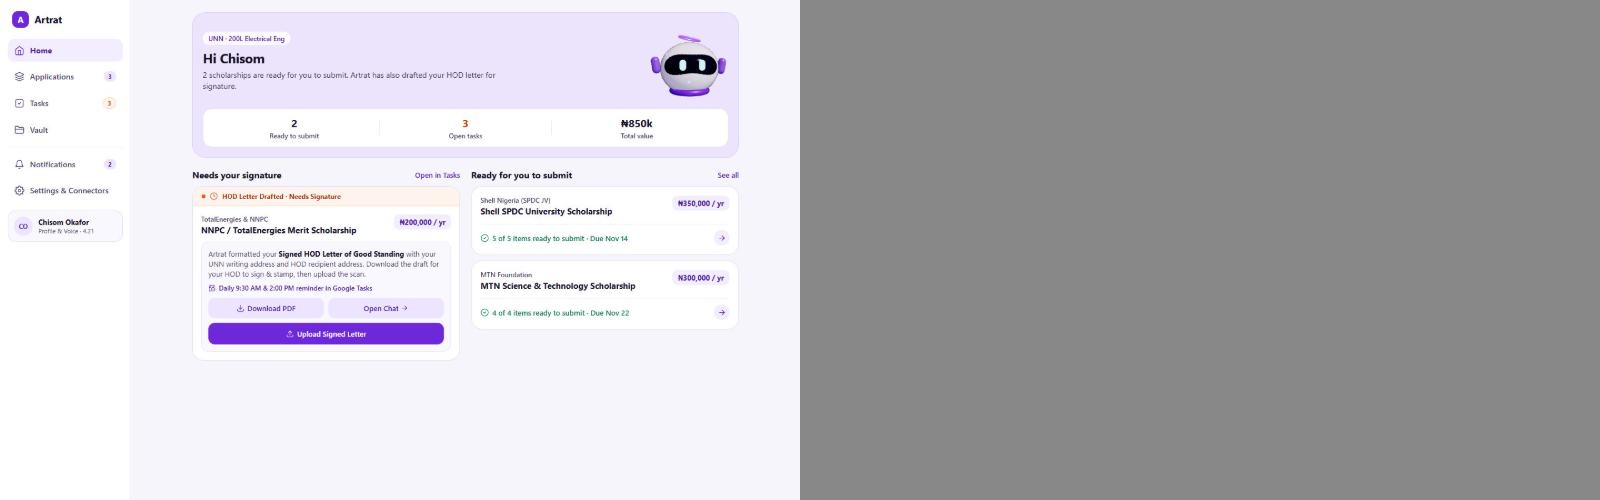 A Artrat
Home
Applications 3
Tasks 3
Vault
Notifications 2
Settings & Connectors
CO Chisom Okafor
Profile & Voice · 4.21
UNN · 200L Electrical Eng
Hi Chisom
2 scholarships are ready for you to submit. Artrat has also drafted your HOD letter for
signature.
2
Ready to submit
3
Open tasks
₦850k
Total value
Needs your signature
Open in Tasks
HOD Letter Drafted · Needs Signature
TotalEnergies & NNPC
NNPC / TotalEnergies Merit Scholarship
₦200,000 / yr
Artrat formatted your Signed HOD Letter of Good Standing with your
UNN writing address and HOD recipient address. Download the draft for
your HOD to sign & stamp, then upload the scan.
Daily 9:30 AM & 2:00 PM reminder in Google Tasks
Download PDF
Open Chat →
Upload Signed Letter
Ready for you to submit
See all
Shell Nigeria (SPDC JV)
Shell SPDC University Scholarship
₦350,000 / yr
5 of 5 items ready to submit · Due Nov 14
MTN Foundation
MTN Science & Technology Scholarship
₦300,000 / yr
4 of 4 items ready to submit · Due Nov 22